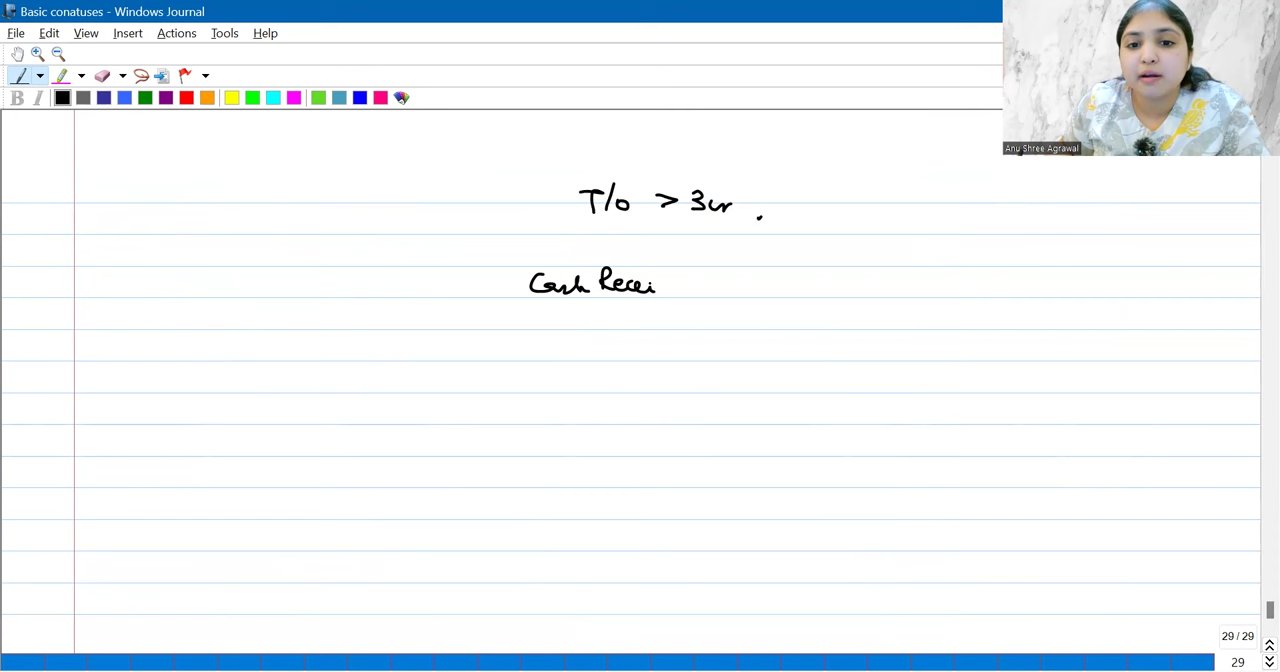 Basic conatuses - Windows Journal
File Edit View Insert Actions Tools Help
B I
Anu Shree Agrawal
T/O > 3cr .
Cash Recei
29 / 29
29